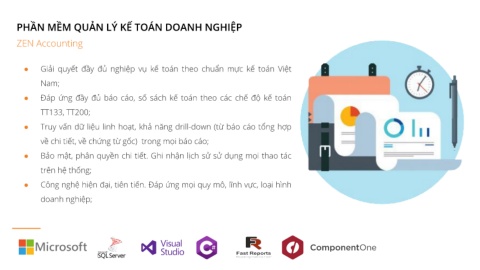 PHẦN MỀM QUẢN LÝ KẾ TOÁN DOANH NGHIỆP
ZEN Accounting
● Giải quyết đầy đủ nghiệp vụ kế toán theo chuẩn mực kế toán Việt
Nam;
● Đáp ứng đầy đủ báo cáo, sổ sách kế toán theo các chế độ kế toán
TT133, TT200;
● Truy vấn dữ liệu linh hoạt, khả năng drill-down (từ báo cáo tổng hợp
về chi tiết, về chứng từ gốc) trong mọi báo cáo;
● Bảo mật, phân quyền chi tiết. Ghi nhận lịch sử sử dụng mọi thao tác
trên hệ thống;
● Công nghệ hiện đại, tiên tiến. Đáp ứng mọi quy mô, lĩnh vực, loại hình
doanh nghiệp;
Microsoft
SQL Server
Visual
Studio
C#
FR
Fast Reports
ComponentOne